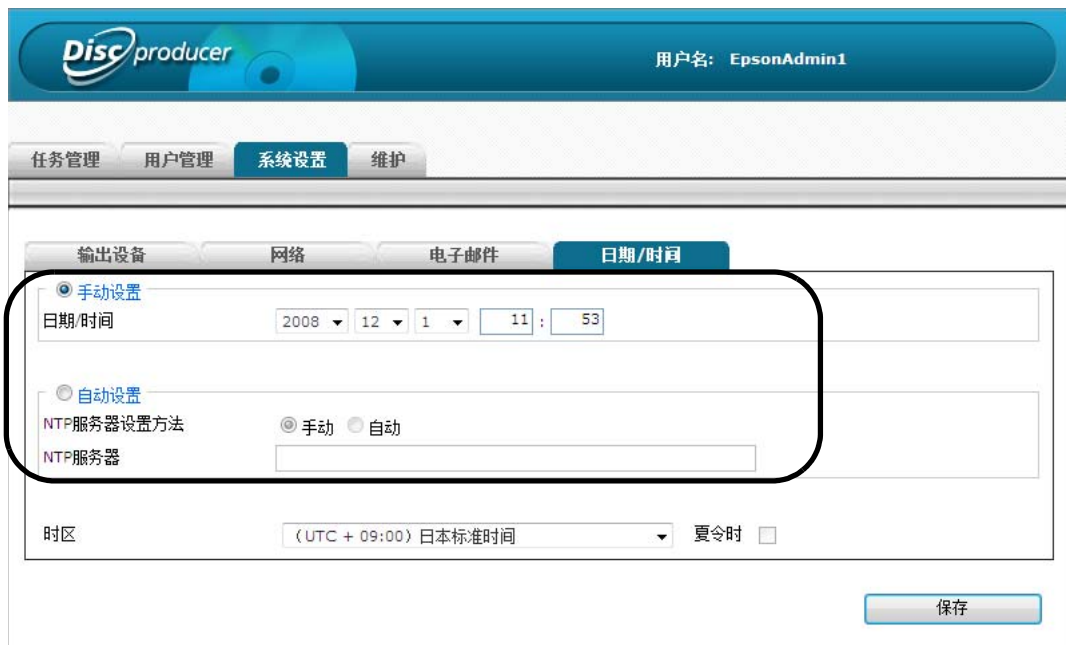 Disc producer
用户名: EpsonAdmin1
任务管理 用户管理 系统设置 维护
输出设备 网络 电子邮件 日期/时间
手动设置
日期/时间 2008 12 1 11 : 53
自动设置
NTP服务器设置方法 手动 自动
NTP服务器
时区 (UTC + 09:00) 日本标准时间 夏令时
保存